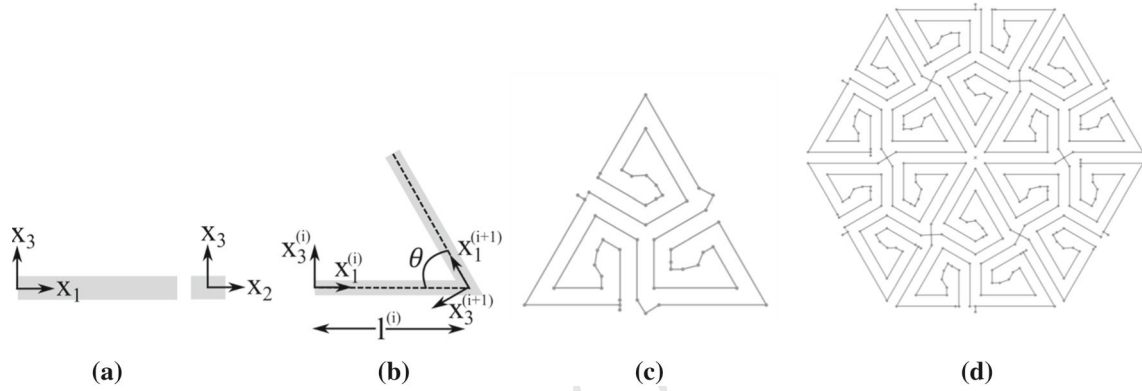 x₃
x₁
x₃
x₂
x₃⁽ⁱ⁾
x₁⁽ⁱ⁾
θ
x₁⁽ⁱ⁺¹⁾
x₃⁽ⁱ⁺¹⁾
l⁽ⁱ⁾
(a) (b) (c) (d)